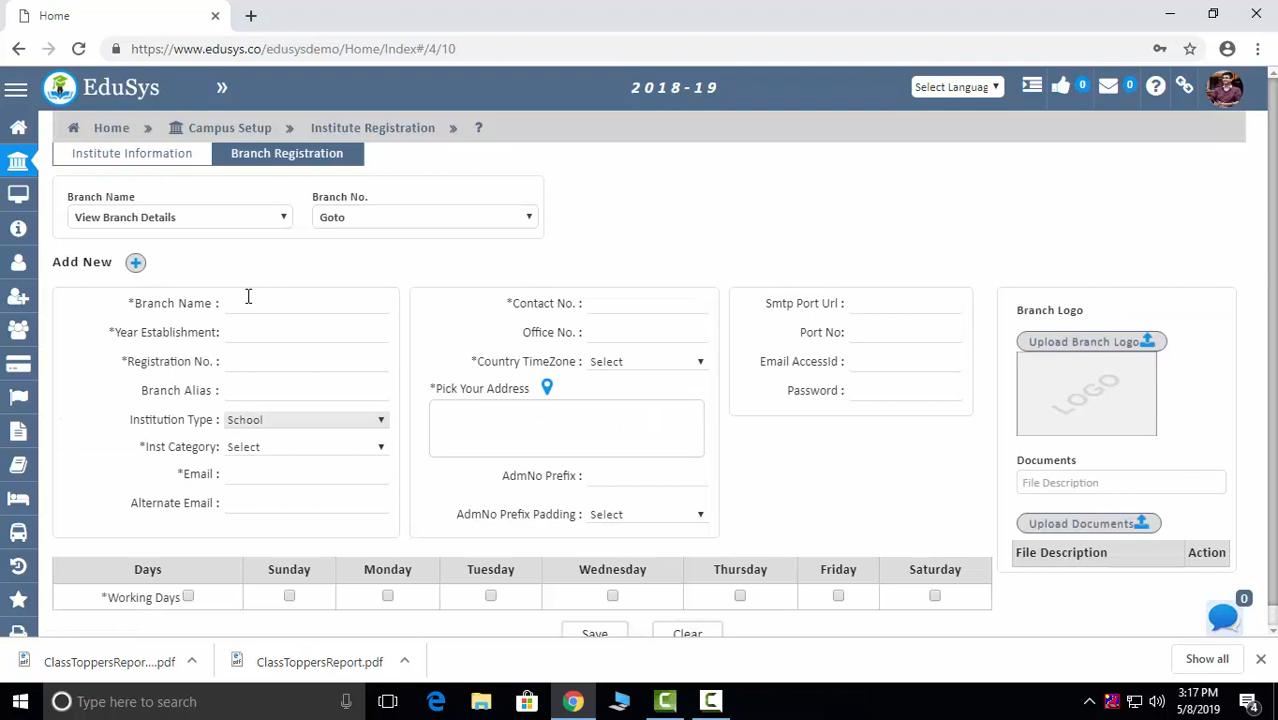 Home
https://www.edusys.co/edusysdemo/Home/Index#/4/10
EduSys » 2018-19 Select Languag 0 0 ?
Home » Campus Setup » Institute Registration » ?
Institute Information Branch Registration
Branch Name Branch No.
View Branch Details Goto
Add New
*Branch Name : *Contact No. : Smtp Port Url : Branch Logo
*Year Establishment: Office No. : Port No: Upload Branch Logo
*Registration No. : *Country TimeZone : Select Email AccessId :
Branch Alias : *Pick Your Address Password : LOGO
Institution Type : School
*Inst Category: Select Documents
*Email : AdmNo Prefix : File Description
Alternate Email : AdmNo Prefix Padding : Select Upload Documents
File Description Action
Days Sunday Monday Tuesday Wednesday Thursday Friday Saturday
*Working Days
0
Save Clear
ClassToppersRepor....pdf ClassToppersReport.pdf Show all
Type here to search 3:17 PM
5/8/2019 4